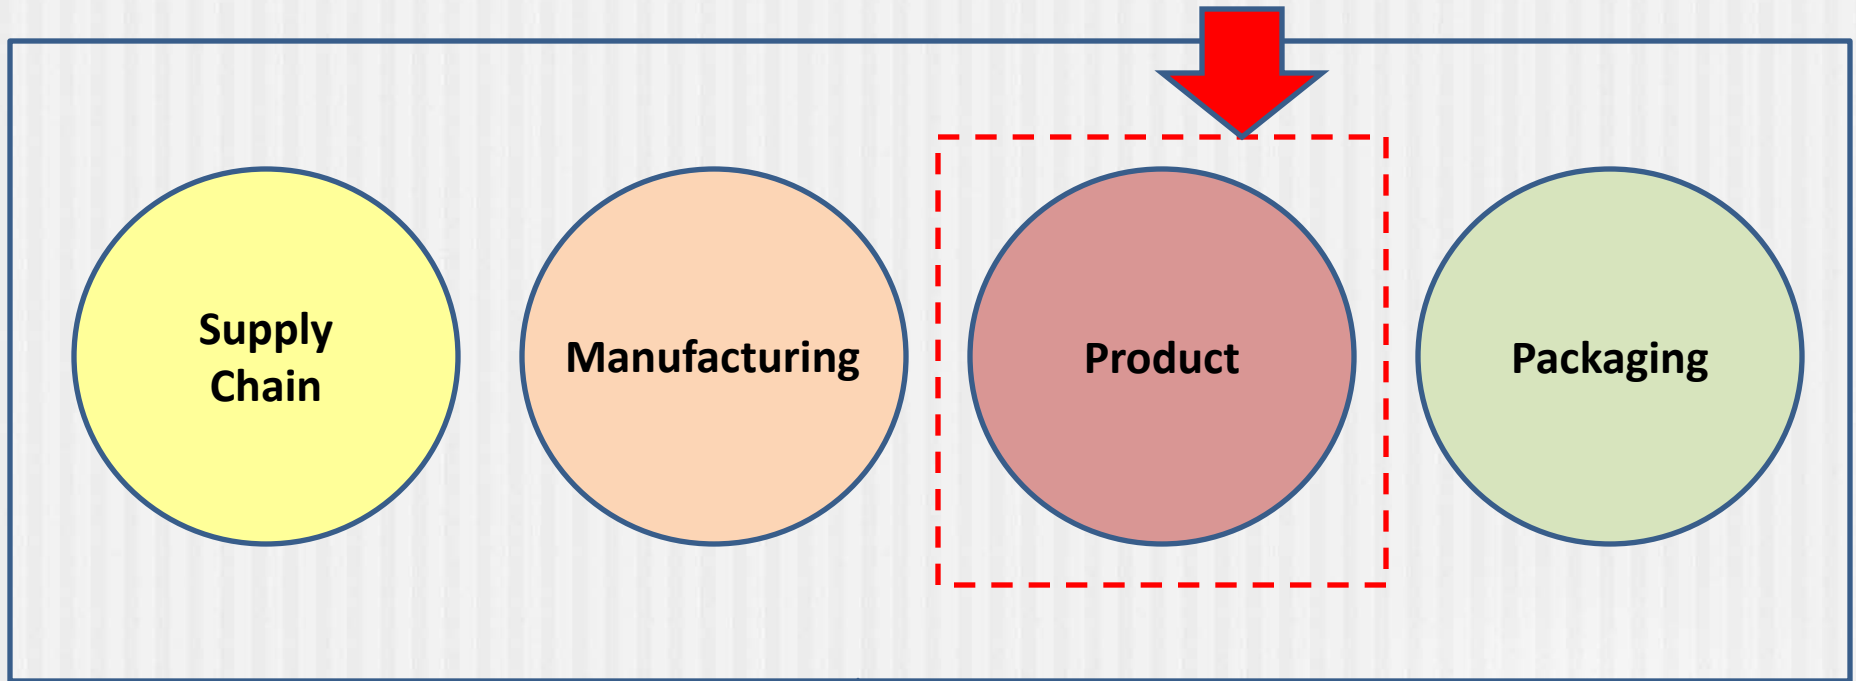 Supply
Chain
Manufacturing
Product
Packaging